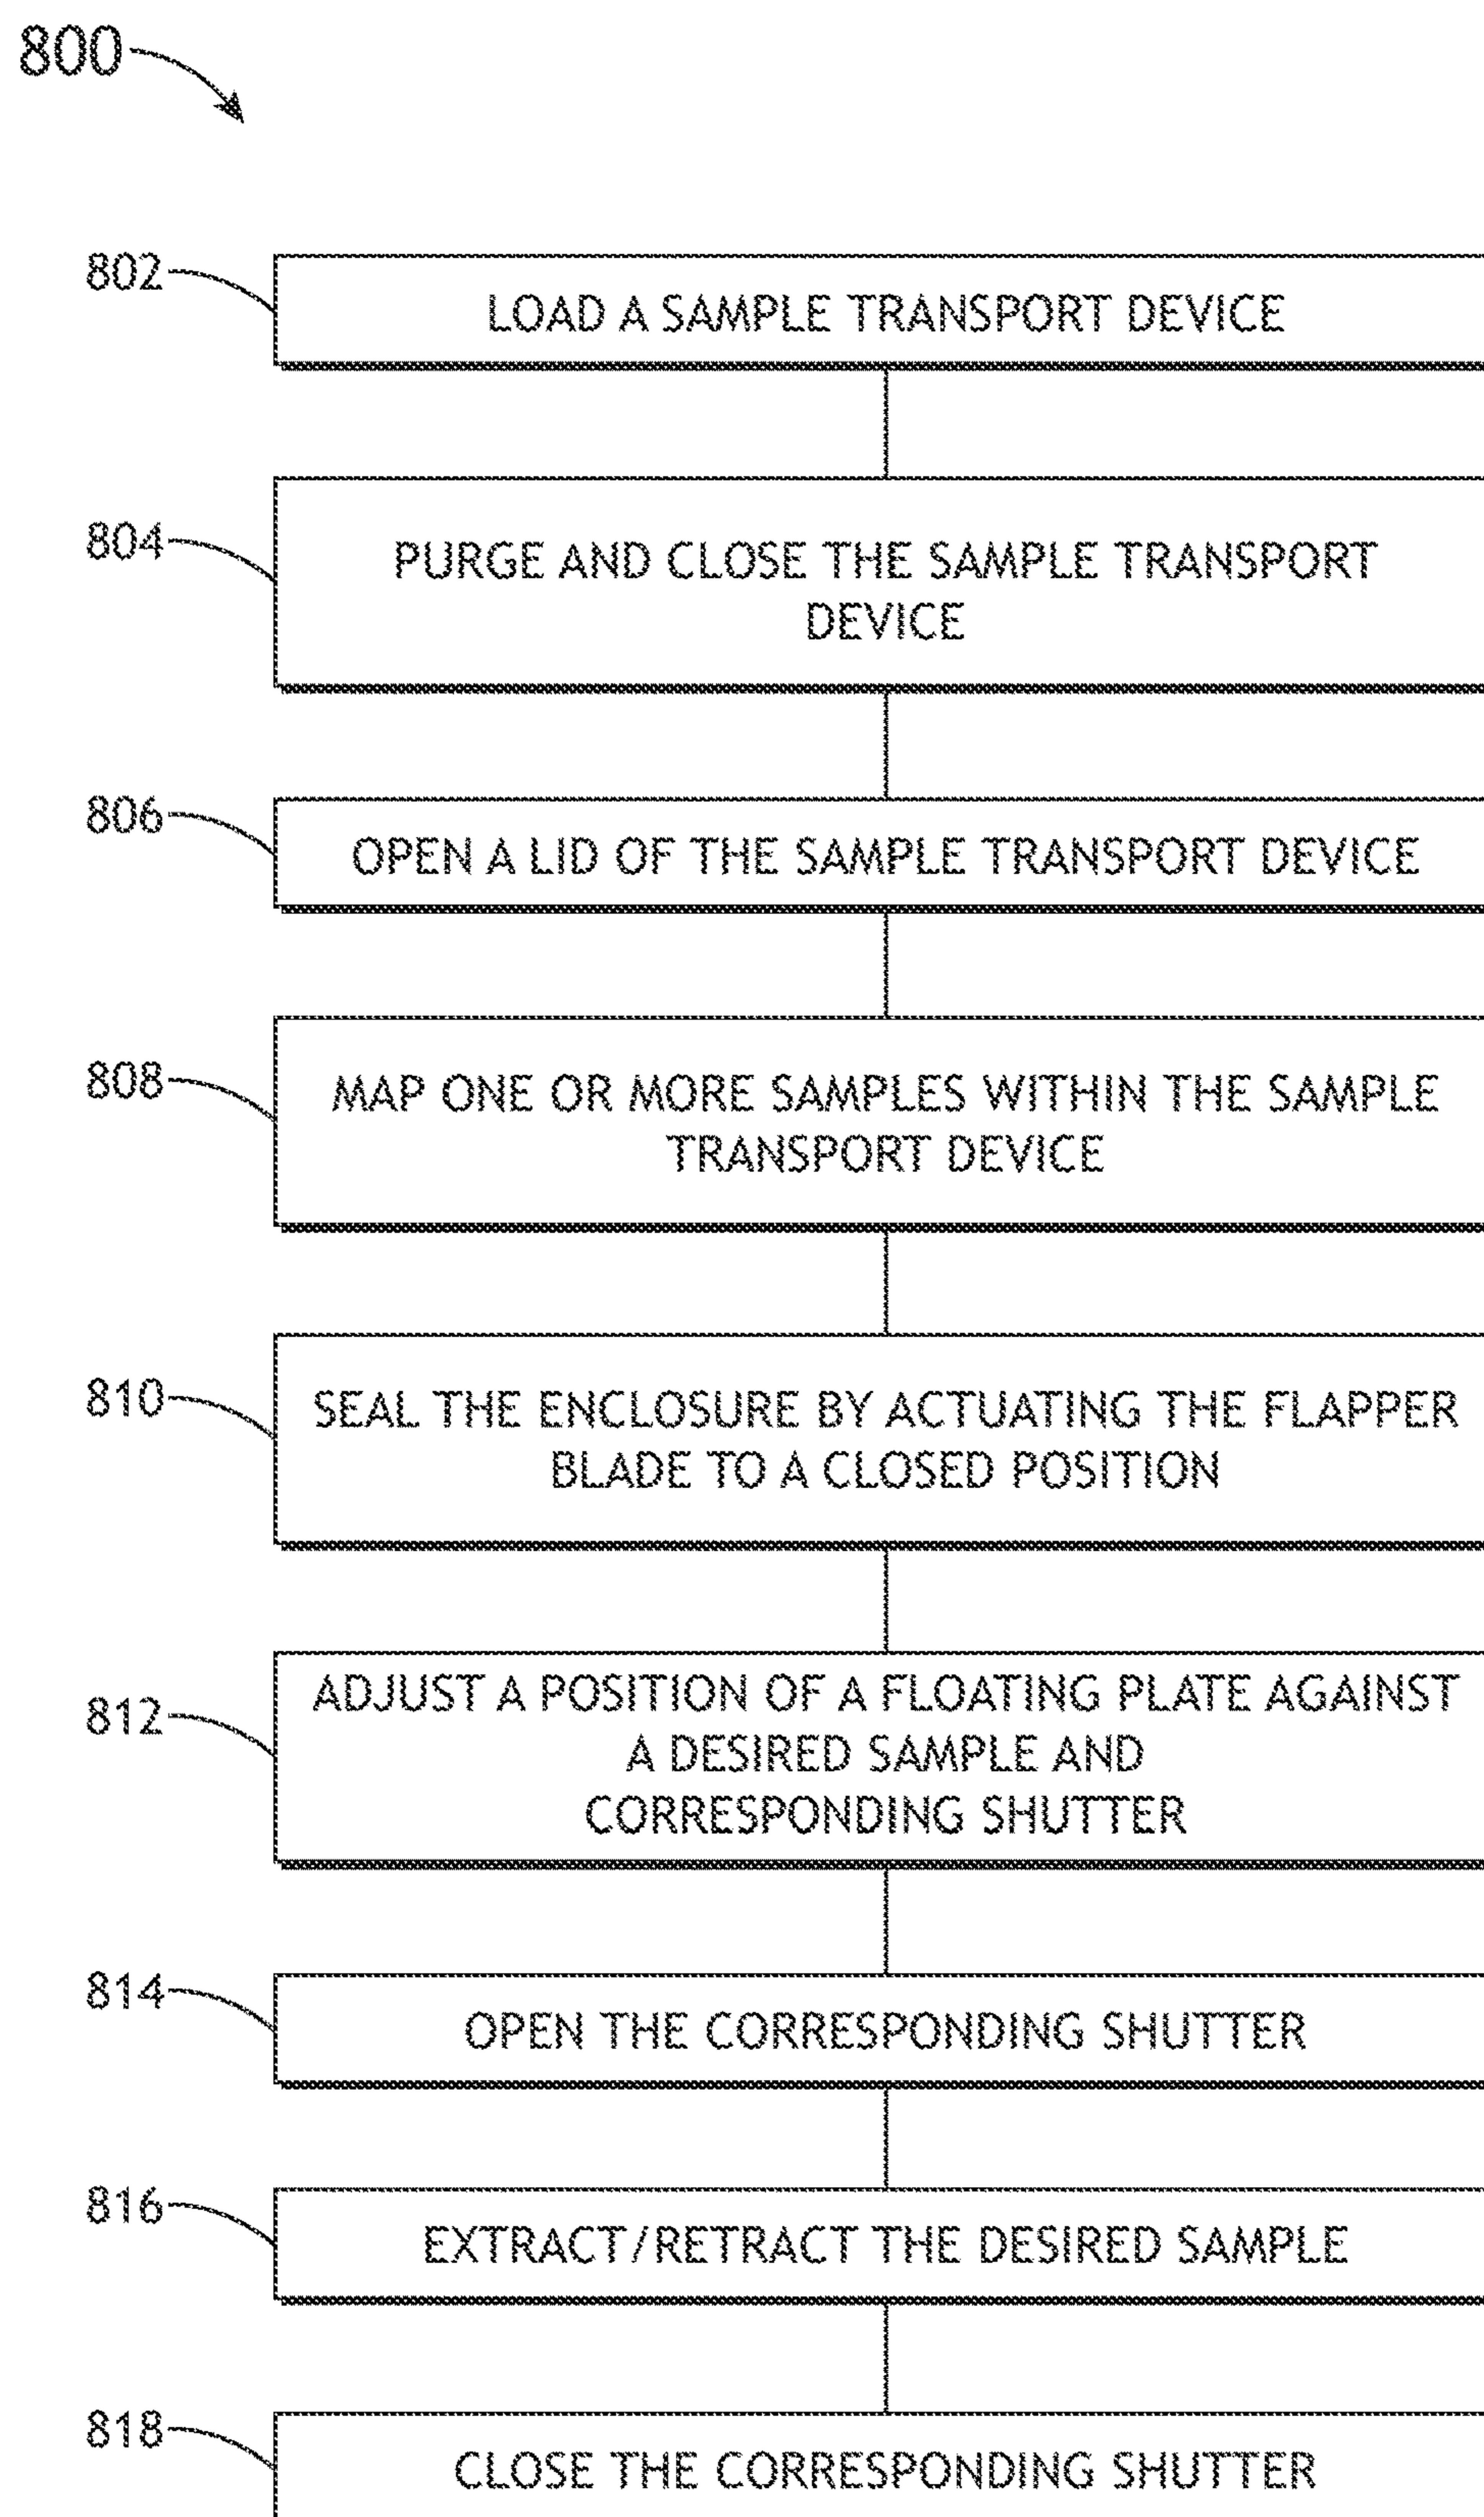 800
802
LOAD A SAMPLE TRANSPORT DEVICE
804
PURGE AND CLOSE THE SAMPLE TRANSPORT
DEVICE
806
OPEN A LID OF THE SAMPLE TRANSPORT DEVICE
808
MAP ONE OR MORE SAMPLES WITHIN THE SAMPLE
TRANSPORT DEVICE
810
SEAL THE ENCLOSURE BY ACTUATING THE FLAPPER
BLADE TO A CLOSED POSITION
812
ADJUST A POSITION OF A FLOATING PLATE AGAINST
A DESIRED SAMPLE AND
CORRESPONDING SHUTTER
814
OPEN THE CORRESPONDING SHUTTER
816
EXTRACT/RETRACT THE DESIRED SAMPLE
818
CLOSE THE CORRESPONDING SHUTTER